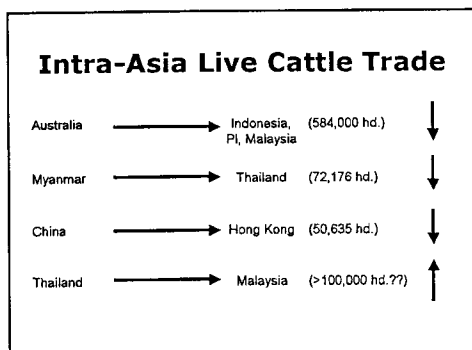 Intra-Asia Live Cattle Trade
Australia Indonesia, (584,000 hd.)
PI, Malaysia
Myanmar Thailand (72,176 hd.)
China Hong Kong (50,635 hd.)
Thailand Malaysia (>100,000 hd.??)